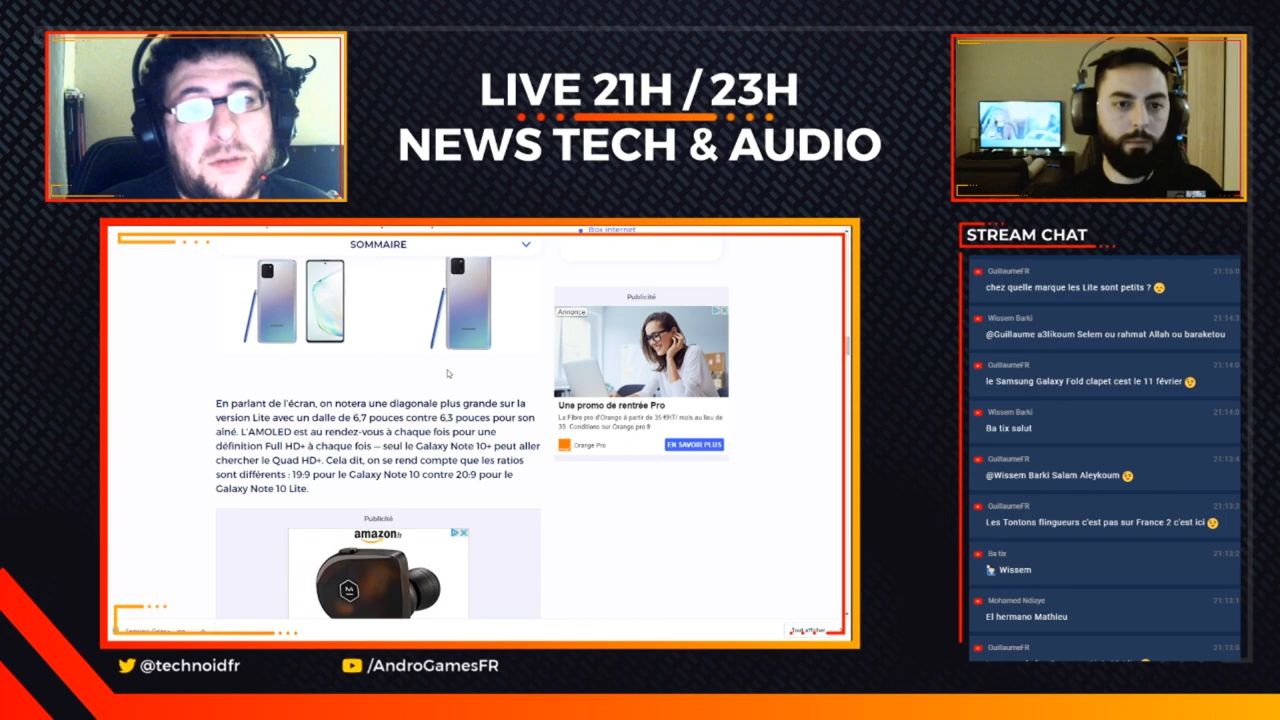 LIVE 21H / 23H
NEWS TECH & AUDIO
SOMMAIRE
Box internet
Publicité
Annonce
Une promo de rentrée Pro
La Fibre pro d'Orange à partir de 35 €HT/ mois au lieu de
39. Conditions sur Orange pro.fr
Orange Pro
EN SAVOIR PLUS
SAMSUNG
En parlant de l'écran, on notera une diagonale plus grande sur la
version Lite avec un dalle de 6,7 pouces contre 6,3 pouces pour son
aîné. L'AMOLED est au rendez-vous à chaque fois pour une
définition Full HD+ à chaque fois – seul le Galaxy Note 10+ peut aller
chercher le Quad HD+. Cela dit, on se rend compte que les ratios
sont différents : 19:9 pour le Galaxy Note 10 contre 20:9 pour le
Galaxy Note 10 Lite.
Publicité
amazon.fr
M
Tout afficher
@technoidfr
/AndroGamesFR
STREAM CHAT
GuillaumeFR
chez quelle marque les Lite sont petits ?
Wissem Barki
@Guillaume a3likoum Selem ou rahmat Allah ou baraketou
GuillaumeFR
le Samsung Galaxy Fold clapet cest le 11 février
Wissem Barki
Ba tix salut
GuillaumeFR
@Wissem Barki Salam Aleykoum
GuillaumeFR
Les Tontons flingueurs c'est pas sur France 2 c'est ici
Ba tix
Wissem
Mohamed Ndiaye
El hermano Mathieu
GuillaumeFR